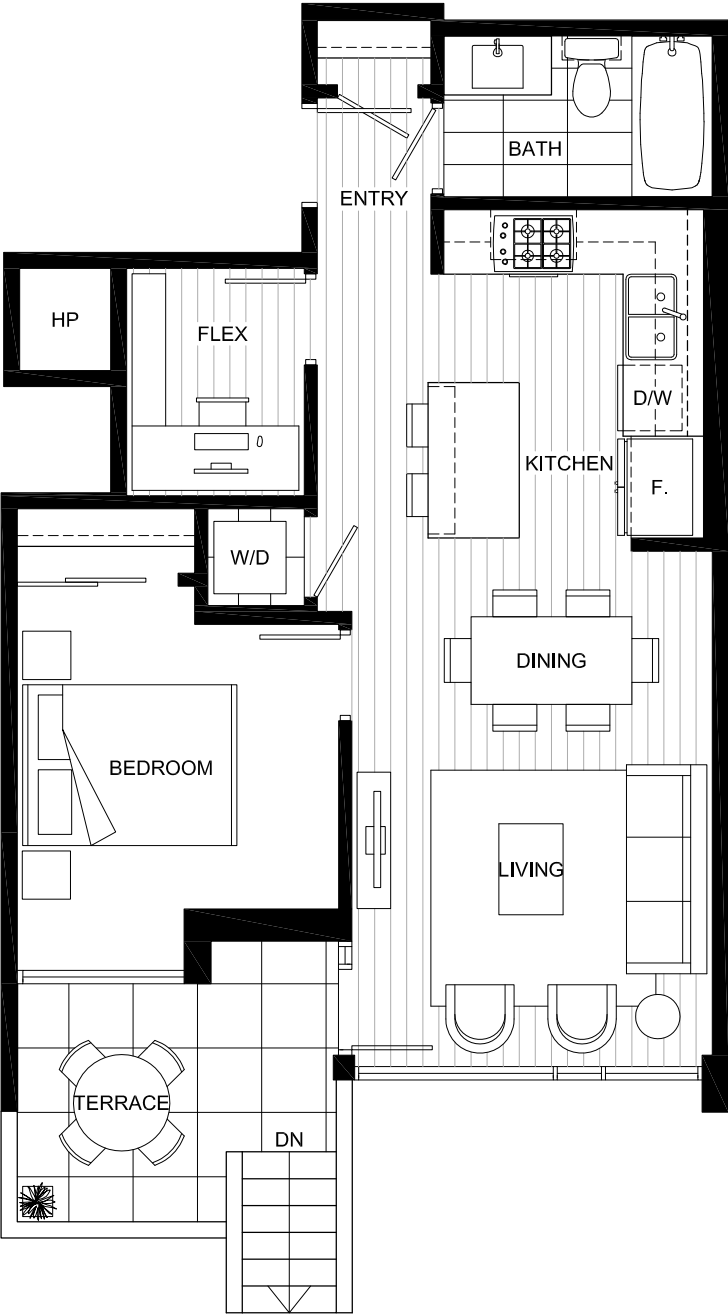 BATH
ENTRY
HP
FLEX
D/W
KITCHEN
F.
W/D
DINING
BEDROOM
LIVING
TERRACE
DN